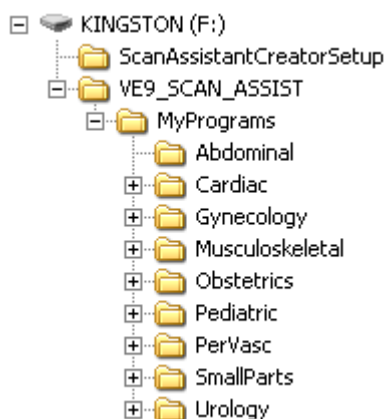 KINGSTON (F:)
ScanAssistantCreatorSetup
VE9_SCAN_ASSIST
MyPrograms
Abdominal
Cardiac
Gynecology
Musculoskeletal
Obstetrics
Pediatric
PerVasc
SmallParts
Urology